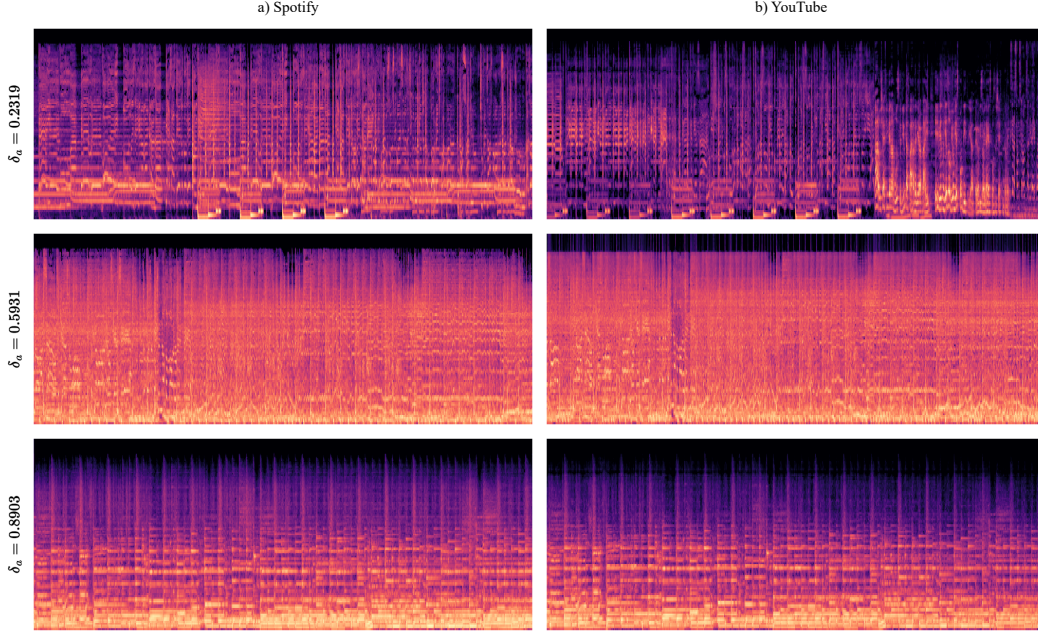 a) Spotify
b) YouTube
δₐ = 0.2319
δₐ = 0.5931
δₐ = 0.8903